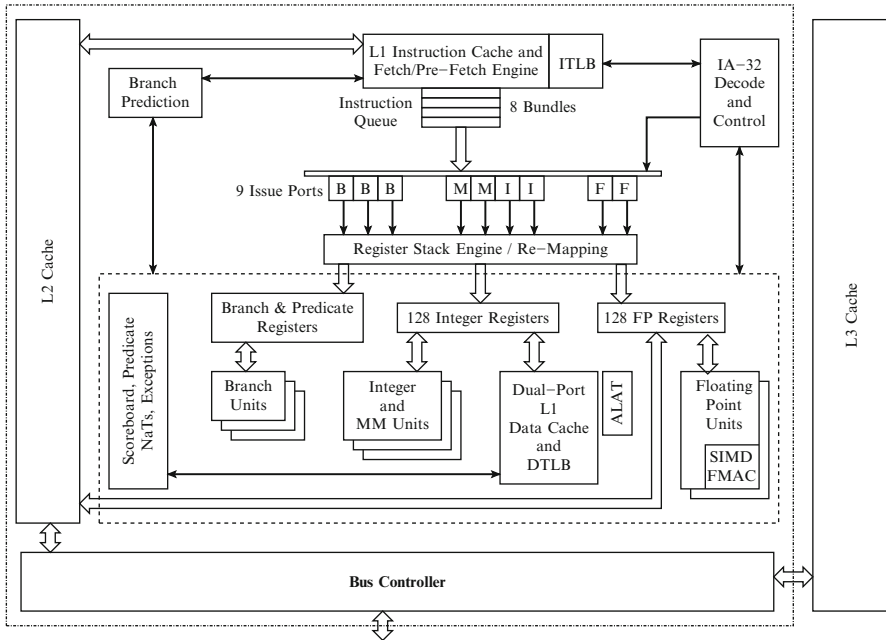 L1 Instruction Cache and
Fetch/Pre−Fetch Engine
ITLB
IA−32
Decode
and
Control
Branch
Prediction
Instruction
Queue
8 Bundles
9 Issue Ports
B B B M M I I F F
Register Stack Engine / Re−Mapping
L2 Cache
L3 Cache
Branch & Predicate
Registers
128 Integer Registers
128 FP Registers
Scoreboard, Predicate
NaTs, Exceptions
Branch
Units
Integer
and
MM Units
Dual−Port
L1
Data Cache
and
DTLB
ALAT
Floating
Point
Units
SIMD
FMAC
Bus Controller